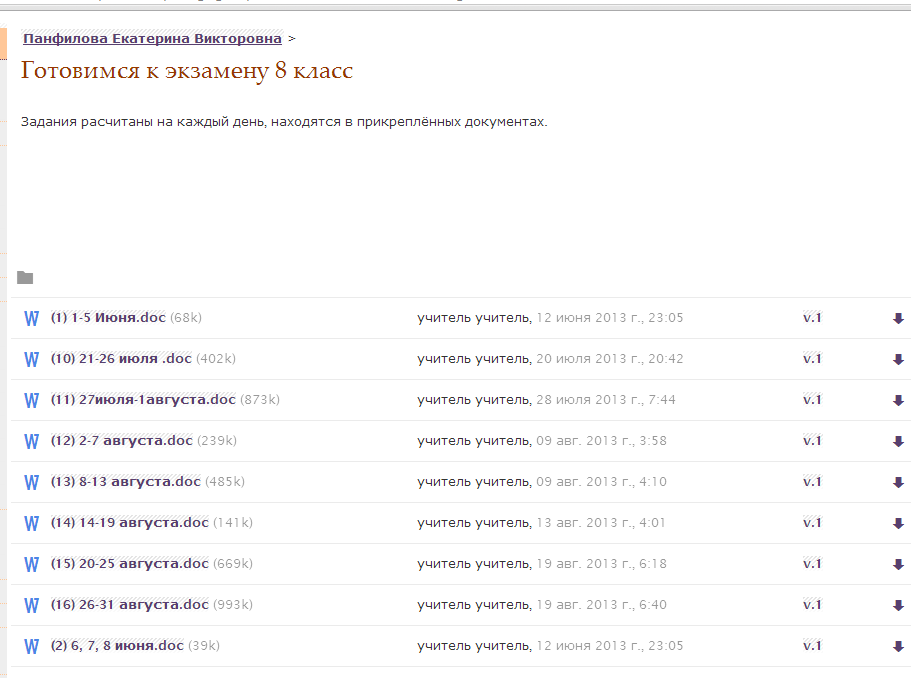 Панфилова Екатерина Викторовна >
Готовимся к экзамену 8 класс
Задания расчитаны на каждый день, находятся в прикреплённых документах.
(1) 1-5 Июня.doc (68k) учитель учитель, 12 июня 2013 г., 23:05 v.1
(10) 21-26 июля .doc (402k) учитель учитель, 20 июля 2013 г., 20:42 v.1
(11) 27июля-1августа.doc (873k) учитель учитель, 28 июля 2013 г., 7:44 v.1
(12) 2-7 августа.doc (239k) учитель учитель, 09 авг. 2013 г., 3:58 v.1
(13) 8-13 августа.doc (485k) учитель учитель, 09 авг. 2013 г., 4:10 v.1
(14) 14-19 августа.doc (141k) учитель учитель, 13 авг. 2013 г., 4:01 v.1
(15) 20-25 августа.doc (669k) учитель учитель, 19 авг. 2013 г., 6:18 v.1
(16) 26-31 августа.doc (993k) учитель учитель, 19 авг. 2013 г., 6:40 v.1
(2) 6, 7, 8 июня.doc (39k) учитель учитель, 12 июня 2013 г., 23:05 v.1